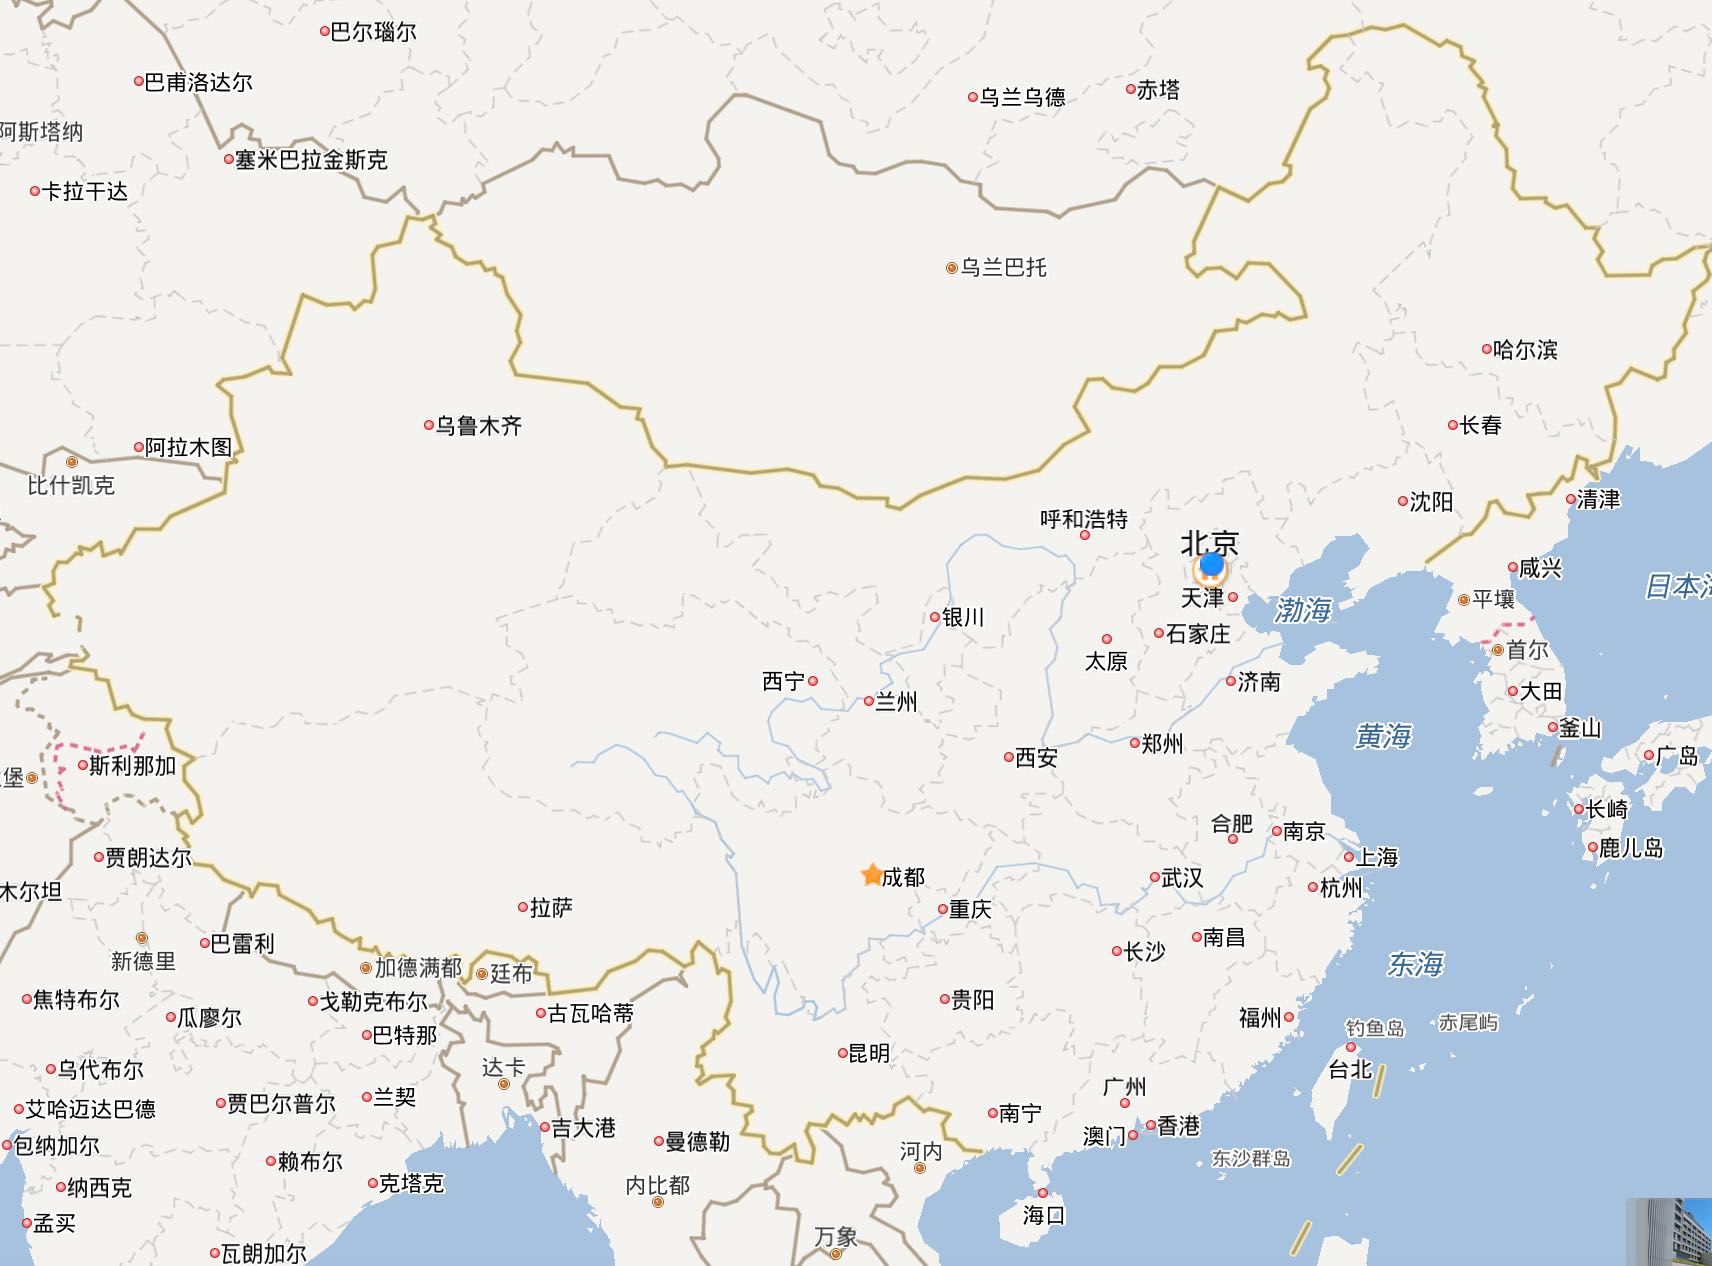 巴尔瑙尔
巴甫洛达尔
乌兰乌德
赤塔
阿斯塔纳
塞米巴拉金斯克
卡拉干达
乌兰巴托
哈尔滨
乌鲁木齐
长春
阿拉木图
比什凯克
沈阳
清津
呼和浩特
北京
咸兴
天津
日本海
平壤
渤海
银川
石家庄
首尔
太原
西宁
济南
大田
兰州
釜山
黄海
郑州
西安
广岛
斯利那加
堡
长崎
合肥
南京
鹿儿岛
贾朗达尔
上海
成都
武汉
杭州
木尔坦
拉萨
重庆
南昌
巴雷利
长沙
新德里
加德满都
廷布
东海
焦特布尔
戈勒克布尔
贵阳
古瓦哈蒂
瓜廖尔
福州
赤尾屿
钓鱼岛
巴特那
昆明
达卡
乌代布尔
台北
广州
兰契
贾巴尔普尔
艾哈迈达巴德
南宁
吉大港
香港
澳门
曼德勒
包纳加尔
河内
赖布尔
东沙群岛
克塔克
内比都
纳西克
海口
孟买
万象
瓦朗加尔